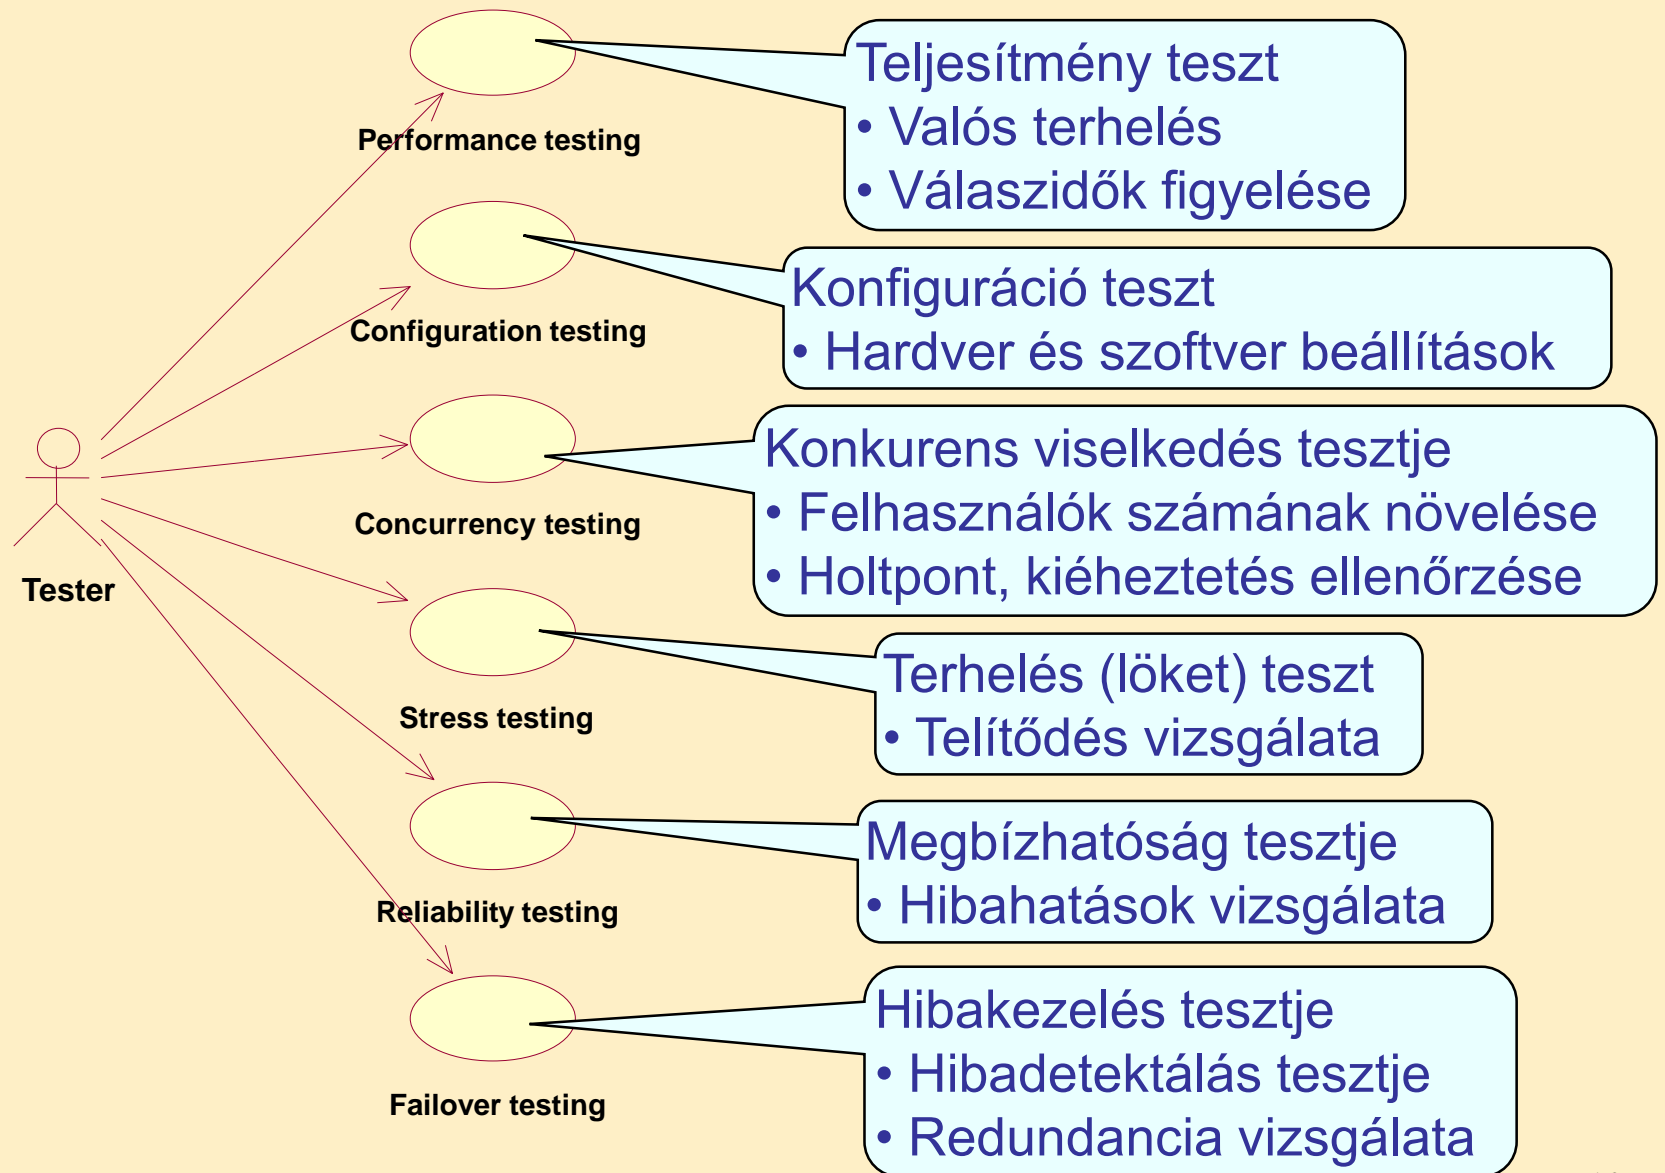 Teljesítmény teszt
• Valós terhelés
• Válaszidők figyelése
Performance testing
Konfiguráció teszt
• Hardver és szoftver beállítások
Configuration testing
Konkurens viselkedés tesztje
• Felhasználók számának növelése
• Holtpont, kiéheztetés ellenőrzése
Concurrency testing
Tester
Terhelés (löket) teszt
• Telítődés vizsgálata
Stress testing
Megbízhatóság tesztje
• Hibahatások vizsgálata
Reliability testing
Hibakezelés tesztje
• Hibadetektálás tesztje
• Redundancia vizsgálata
Failover testing